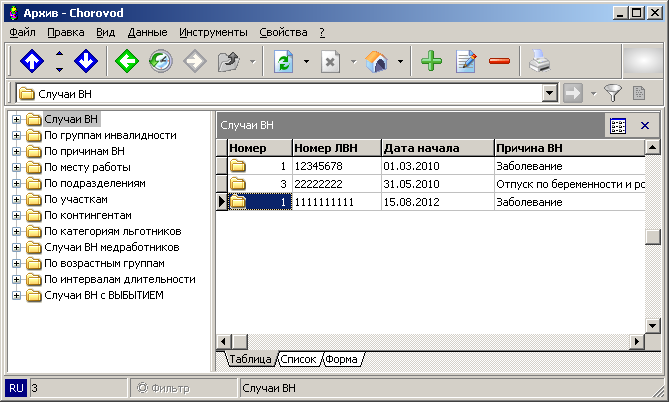 Архив - Chorovod
Файл Правка Вид Данные Инструменты Свойства ?
Случаи ВН
Случаи ВН
По группам инвалидности
По причинам ВН
По месту работы
По подразделениям
По участкам
По контингентам
По категориям льготников
Случаи ВН медработников
По возрастным группам
По интервалам длительности
Случаи ВН с ВЫБЫТИЕМ
Случаи ВН
Номер Номер ЛВН Дата начала Причина ВН
1 12345678 01.03.2010 Заболевание
3 22222222 31.05.2010 Отпуск по беременности и ро
1 1111111111 15.08.2012 Заболевание
Таблица Список Форма
RU 3 Фильтр Случаи ВН